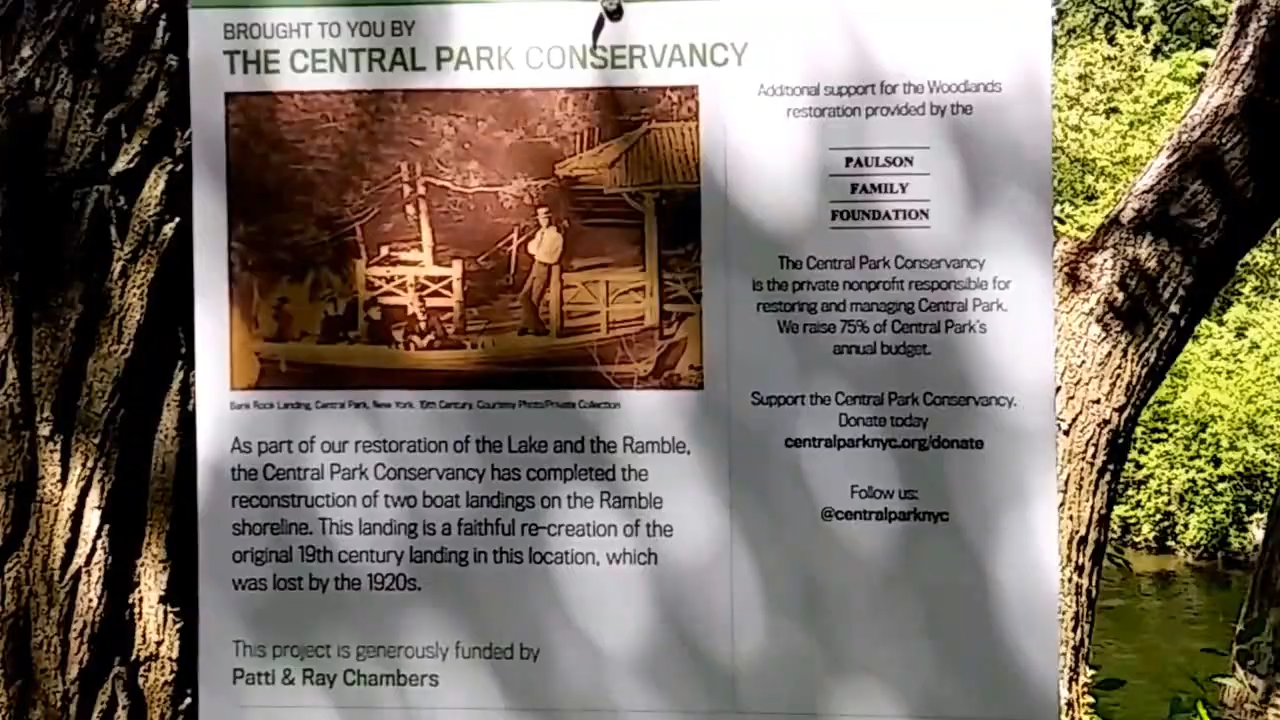 BROUGHT TO YOU BY
THE CENTRAL PARK CONSERVANCY
Bank Rock Landing, Central Park, New York. 19th Century, Courtesy Photo/Private Collection
As part of our restoration of the Lake and the Ramble,
the Central Park Conservancy has completed the
reconstruction of two boat landings on the Ramble
shoreline. This landing is a faithful re-creation of the
original 19th century landing in this location, which
was lost by the 1920s.
This project is generously funded by
Patti & Ray Chambers
Additional support for the Woodlands
restoration provided by the
PAULSON
FAMILY
FOUNDATION
The Central Park Conservancy
is the private nonprofit responsible for
restoring and managing Central Park.
We raise 75% of Central Park's
annual budget.
Support the Central Park Conservancy.
Donate today
centralparknyc.org/donate
Follow us:
@centralparknyc